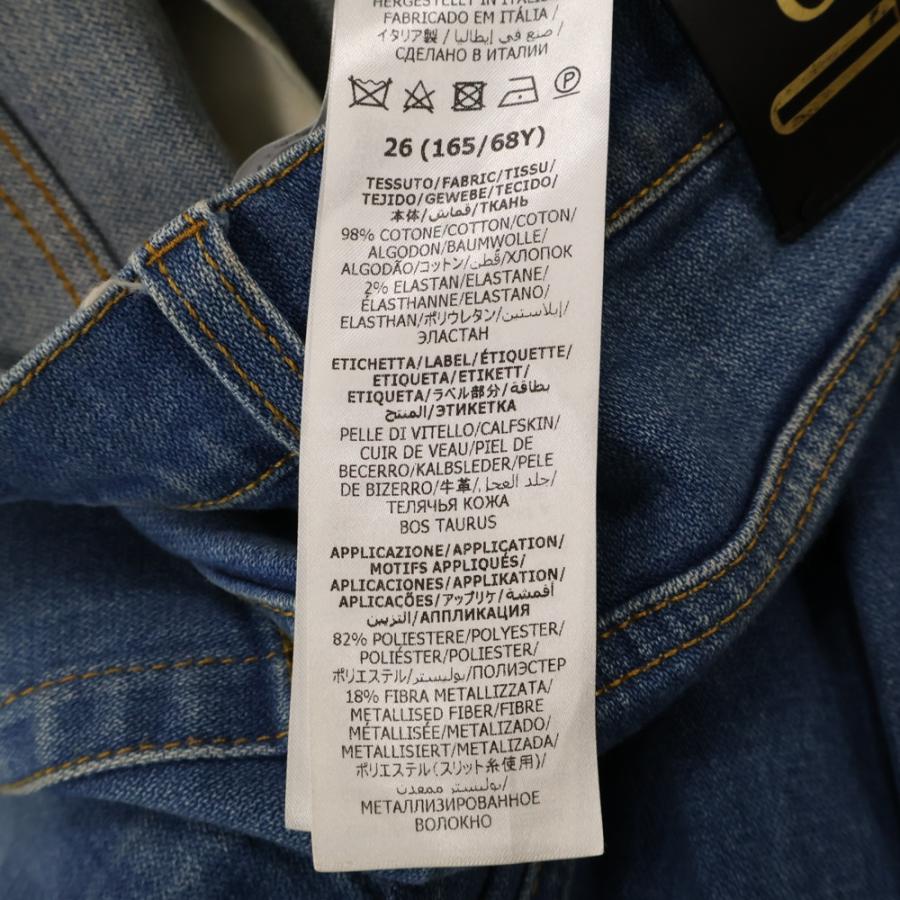 HERGESTELLT IN ITALIEN/
FABRICADO EM ITÁLIA/
イタリア製/صنع في إيطاليا/
СДЕЛАНО В ИТАЛИИ
P
26 (165/68Y)
TESSUTO/FABRIC/TISSU/
TEJIDO/GEWEBE/TECIDO/
本体/قماش/ТКАНЬ
98% COTONE/COTTON/COTON/
ALGODON/BAUMWOLLE/
ALGODÃO/コットン/قطن/ХЛОПОК
2% ELASTAN/ELASTANE/
ÉLASTHANNE/ELASTANO/
ELASTHAN/ポリウレタン/إيلاستين/
ЭЛАСТАН
ETICHETTA/LABEL/ÉTIQUETTE/
ETIQUETA/ETIKETT/
ETIQUETA/ラベル部分/بطاقة
المنتج/ЭТИКЕТКА
PELLE DI VITELLO/CALFSKIN/
CUIR DE VEAU/PIEL DE
BECERRO/KALBSLEDER/PELE
DE BIZERRO/牛革/جلد العجل/
ТЕЛЯЧЬЯ КОЖА
BOS TAURUS
APPLICAZIONE/APPLICATION/
MOTIFS APPLIQUÉS/
APLICACIONES/APPLIKATION/
APLICAÇÕES/アップリケ/أقمشة
التزيين/АППЛИКАЦИЯ
82% POLIESTERE/POLYESTER/
POLIÉSTER/POLIESTER/
ポリエステル/بوليستر/ПОЛИЭСТЕР
18% FIBRA METALLIZZATA/
METALLISED FIBER/FIBRE
MÉTALLISÉE/METALIZADO/
METALLISIERT/METALIZADA/
ポリエステル(スリット糸使用)/
بوليستر ممعدن/
МЕТАЛЛИЗИРОВАННОЕ
ВОЛОКНО